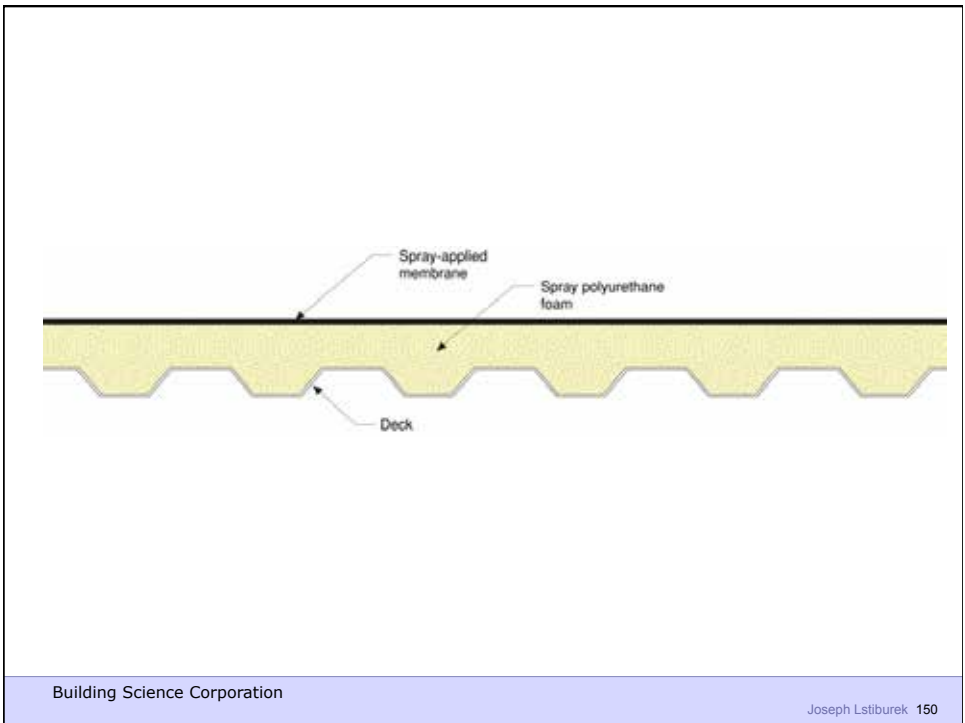 Spray-applied
membrane
Spray polyurethane
foam
Deck
Building Science Corporation
Joseph Lstiburek 150